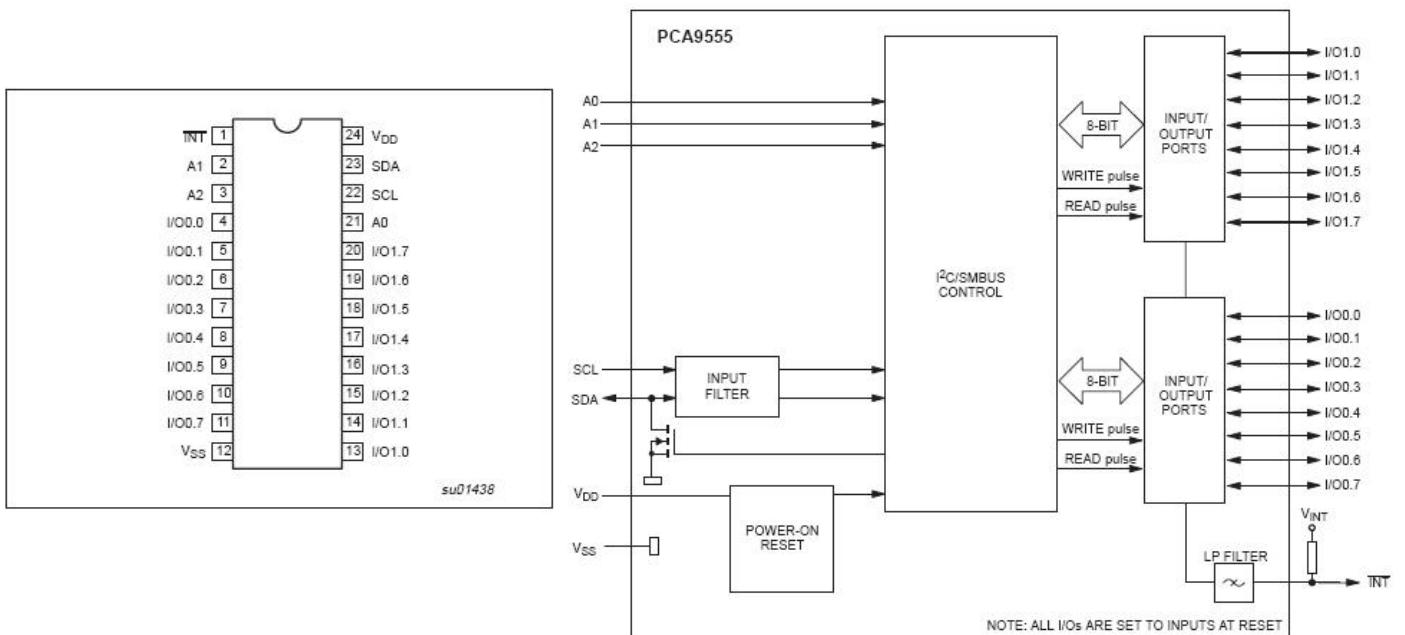 INT 1 24 VDD
A1 2 23 SDA
A2 3 22 SCL
I/O0.0 4 21 A0
I/O0.1 5 20 I/O1.7
I/O0.2 6 19 I/O1.6
I/O0.3 7 18 I/O1.5
I/O0.4 8 17 I/O1.4
I/O0.5 9 16 I/O1.3
I/O0.6 10 15 I/O1.2
I/O0.7 11 14 I/O1.1
VSS 12 13 I/O1.0
su01438
PCA9555
A0
A1
A2
SCL
SDA
VDD
VSS
INPUT
FILTER
POWER-ON
RESET
I2C/SMBUS
CONTROL
8-BIT
WRITE pulse
READ pulse
INPUT/
OUTPUT
PORTS
I/O1.0
I/O1.1
I/O1.2
I/O1.3
I/O1.4
I/O1.5
I/O1.6
I/O1.7
8-BIT
WRITE pulse
READ pulse
INPUT/
OUTPUT
PORTS
I/O0.0
I/O0.1
I/O0.2
I/O0.3
I/O0.4
I/O0.5
I/O0.6
I/O0.7
VINT
LP FILTER
INT
NOTE: ALL I/Os ARE SET TO INPUTS AT RESET